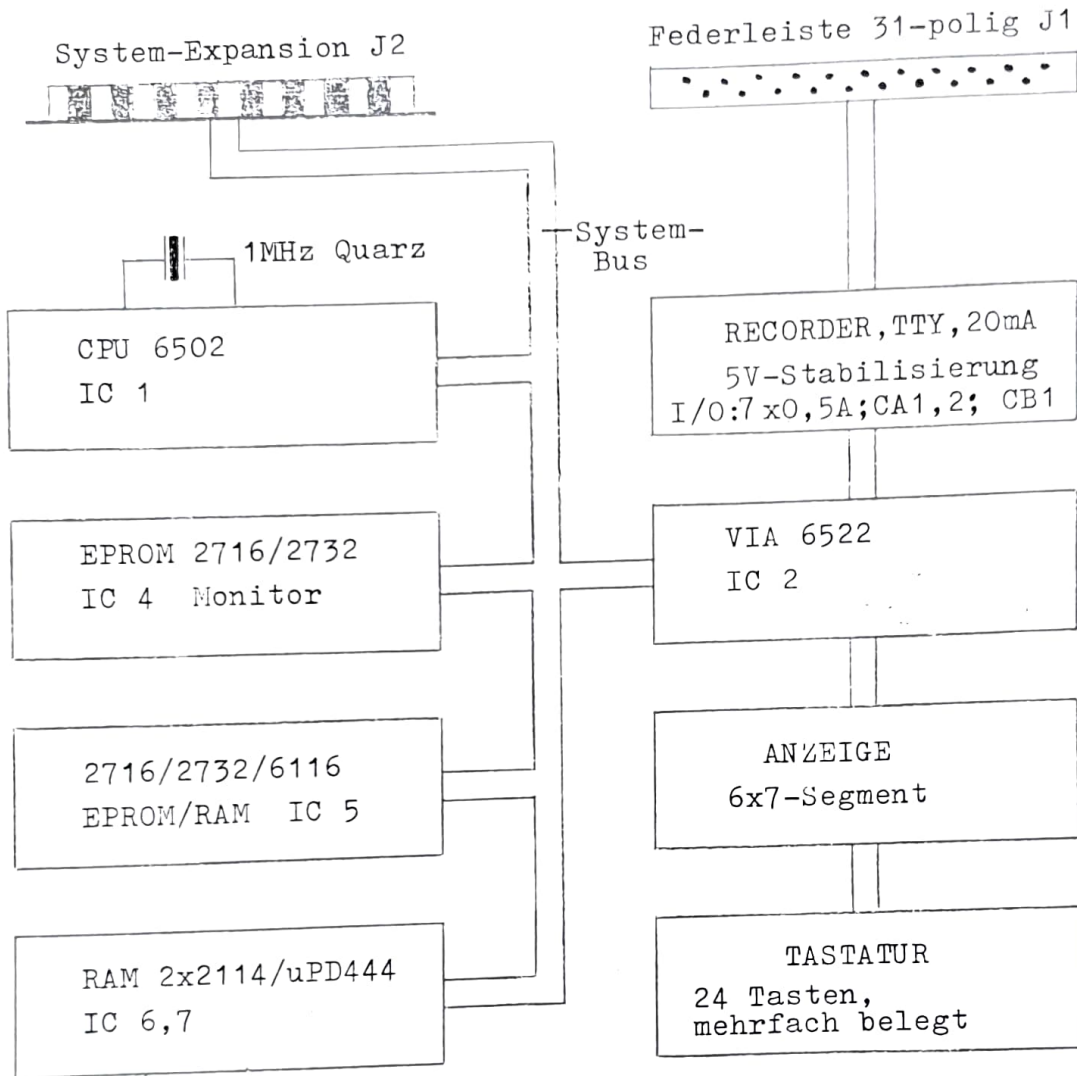 System-Expansion J2
Federleiste 31-polig J1
1MHz Quarz
System-
Bus
CPU 6502
IC 1
RECORDER,TTY,20mA
5V-Stabilisierung
I/O:7x0,5A;CA1,2; CB1
EPROM 2716/2732
IC 4 Monitor
VIA 6522
IC 2
2716/2732/6116
EPROM/RAM IC 5
ANZEIGE
6x7-Segment
RAM 2x2114/uPD444
IC 6,7
TASTATUR
24 Tasten,
mehrfach belegt